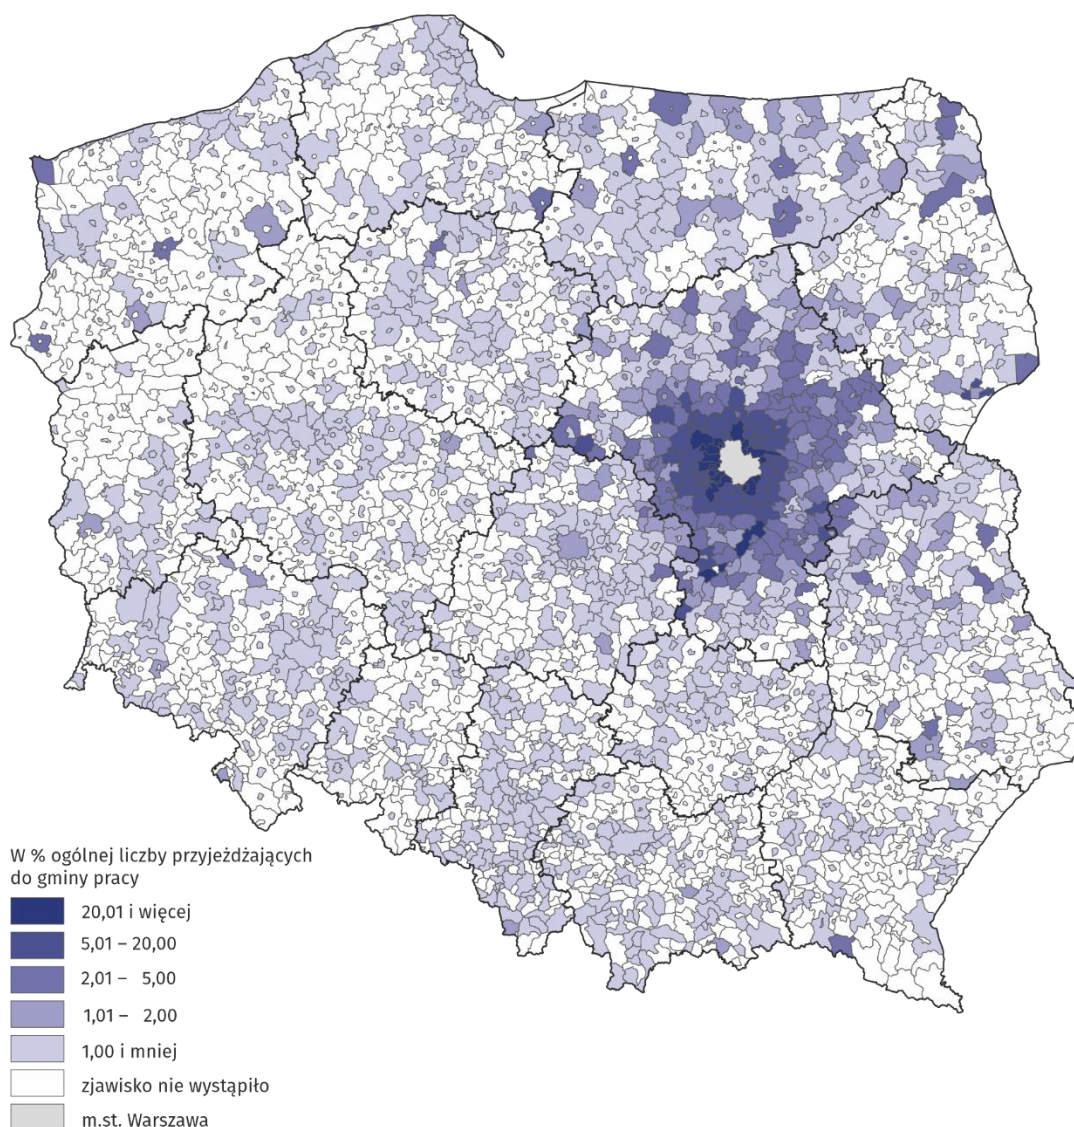 W % ogólnej liczby przyjeżdżających
do gminy pracy
20,01 i więcej
5,01 – 20,00
2,01 – 5,00
1,01 – 2,00
1,00 i mniej
zjawisko nie wystąpiło
m.st. Warszawa